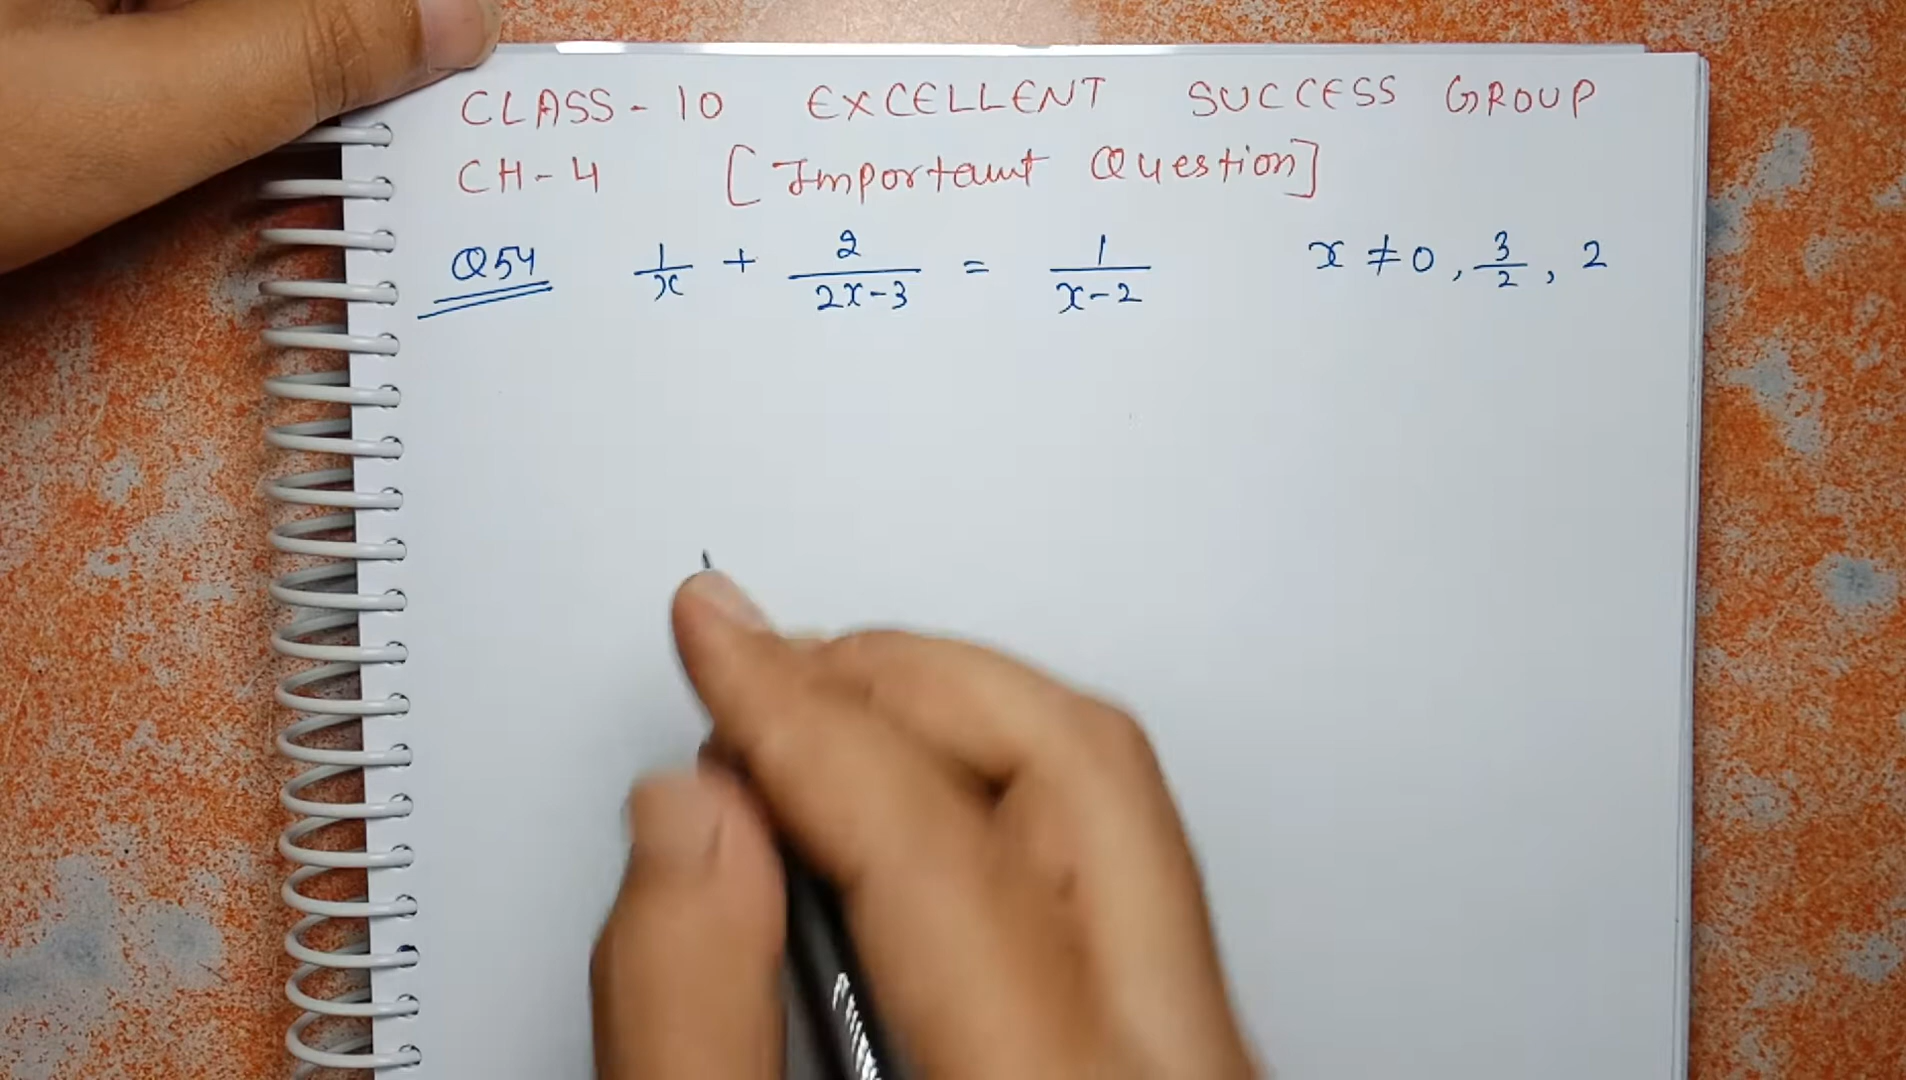 CLASS-10 EXCELLENT SUCCESS GROUP
CH-4 [Important Question]
Q54 1/x + 2/(2x-3) = 1/(x-2) x ≠ 0, 3/2, 2